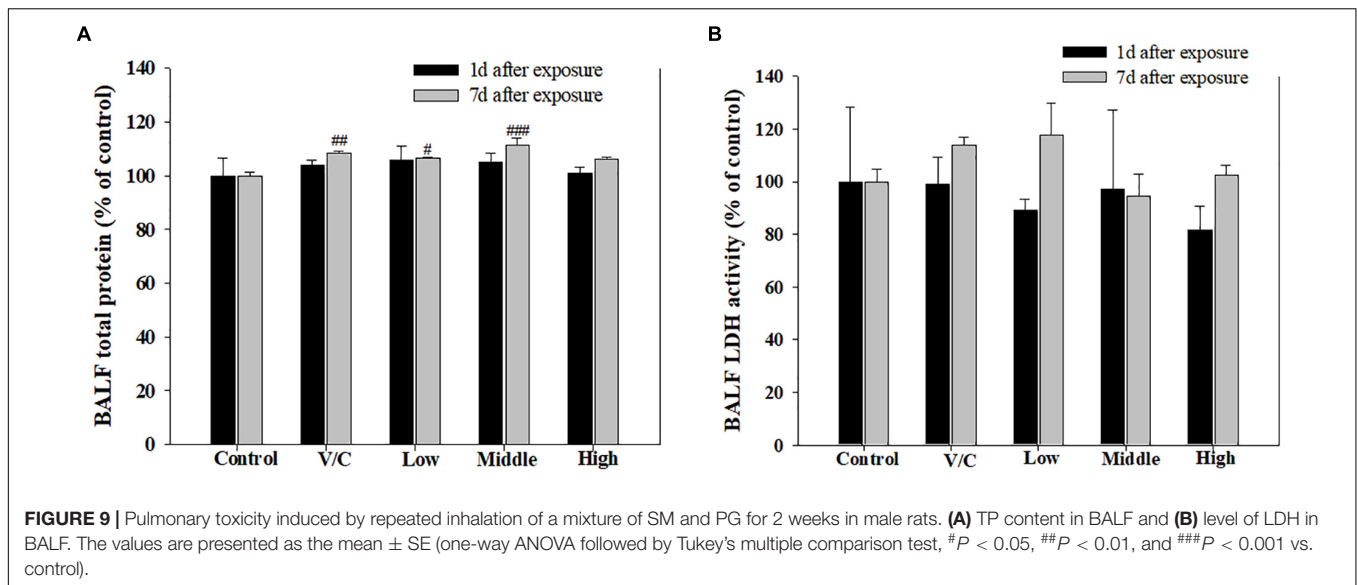 A
BALF total protein (% of control)
140
120
100
80
60
40
20
0
1d after exposure
7d after exposure
##
#
###
Control V/C Low Middle High
B
BALF LDH activity (% of control)
140
120
100
80
60
40
20
0
1d after exposure
7d after exposure
Control V/C Low Middle High
FIGURE 9 | Pulmonary toxicity induced by repeated inhalation of a mixture of SM and PG for 2 weeks in male rats. (A) TP content in BALF and (B) level of LDH in
BALF. The values are presented as the mean ± SE (one-way ANOVA followed by Tukey's multiple comparison test, #P < 0.05, ##P < 0.01, and ###P < 0.001 vs.
control).